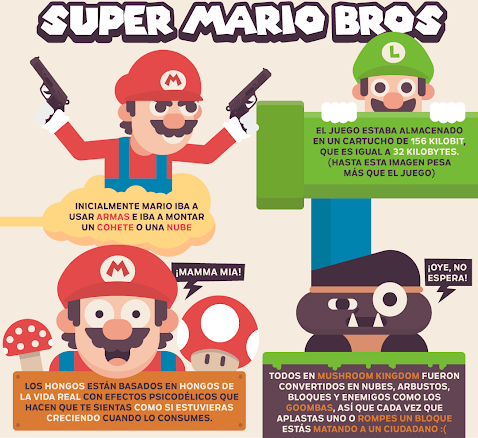 SUPER MARIO BROS
L
M
EL JUEGO ESTABA ALMACENADO
EN UN CARTUCHO DE 156 KILOBIT,
QUE ES IGUAL A 32 KILOBYTES.
(HASTA ESTA IMAGEN PESA
MÁS QUE EL JUEGO)
INICIALMENTE MARIO IBA A
USAR ARMAS E IBA A MONTAR
UN COHETE O UNA NUBE
M
¡MAMMA MIA!
¡OYE, NO
ESPERA!
LOS HONGOS ESTÁN BASADOS EN HONGOS DE
LA VIDA REAL CON EFECTOS PSICODÉLICOS QUE
HACEN QUE TE SIENTAS COMO SI ESTUVIERAS
CRECIENDO CUANDO LO CONSUMES.
TODOS EN MUSHROOM KINGDOM FUERON
CONVERTIDOS EN NUBES, ARBUSTOS,
BLOQUES Y ENEMIGOS COMO LOS
GOOMBAS, ASÍ QUE CADA VEZ QUE
APLASTAS UNO O ROMPES UN BLOQUE
ESTÁS MATANDO A UN CIUDADANO :(